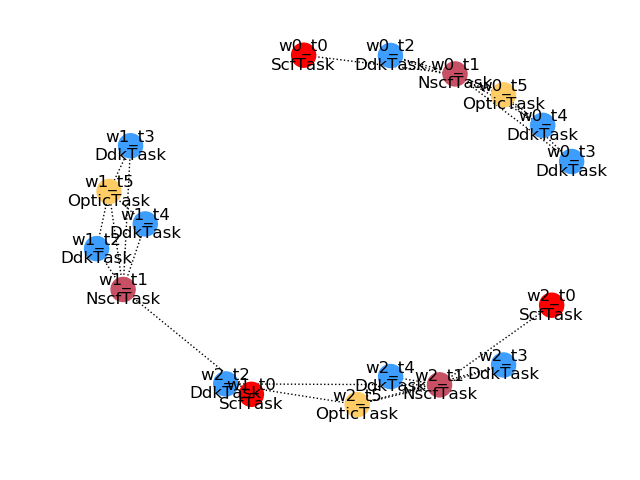 w0_t0
ScfTask
w0_t2
DdkTask
w0_t1
NscfTask
w0_t5
OpticTask
w0_t4
DdkTask
w0_t3
DdkTask
w1_t3
DdkTask
w1_t5
OpticTask
w1_t4
DdkTask
w1_t2
DdkTask
w1_t1
NscfTask
w2_t0
ScfTask
w2_t3
DdkTask
w2_t4
DdkTask
w2_t1
NscfTask
w2_t2
DdkTask
w1_t0
ScfTask
w2_t5
OpticTask